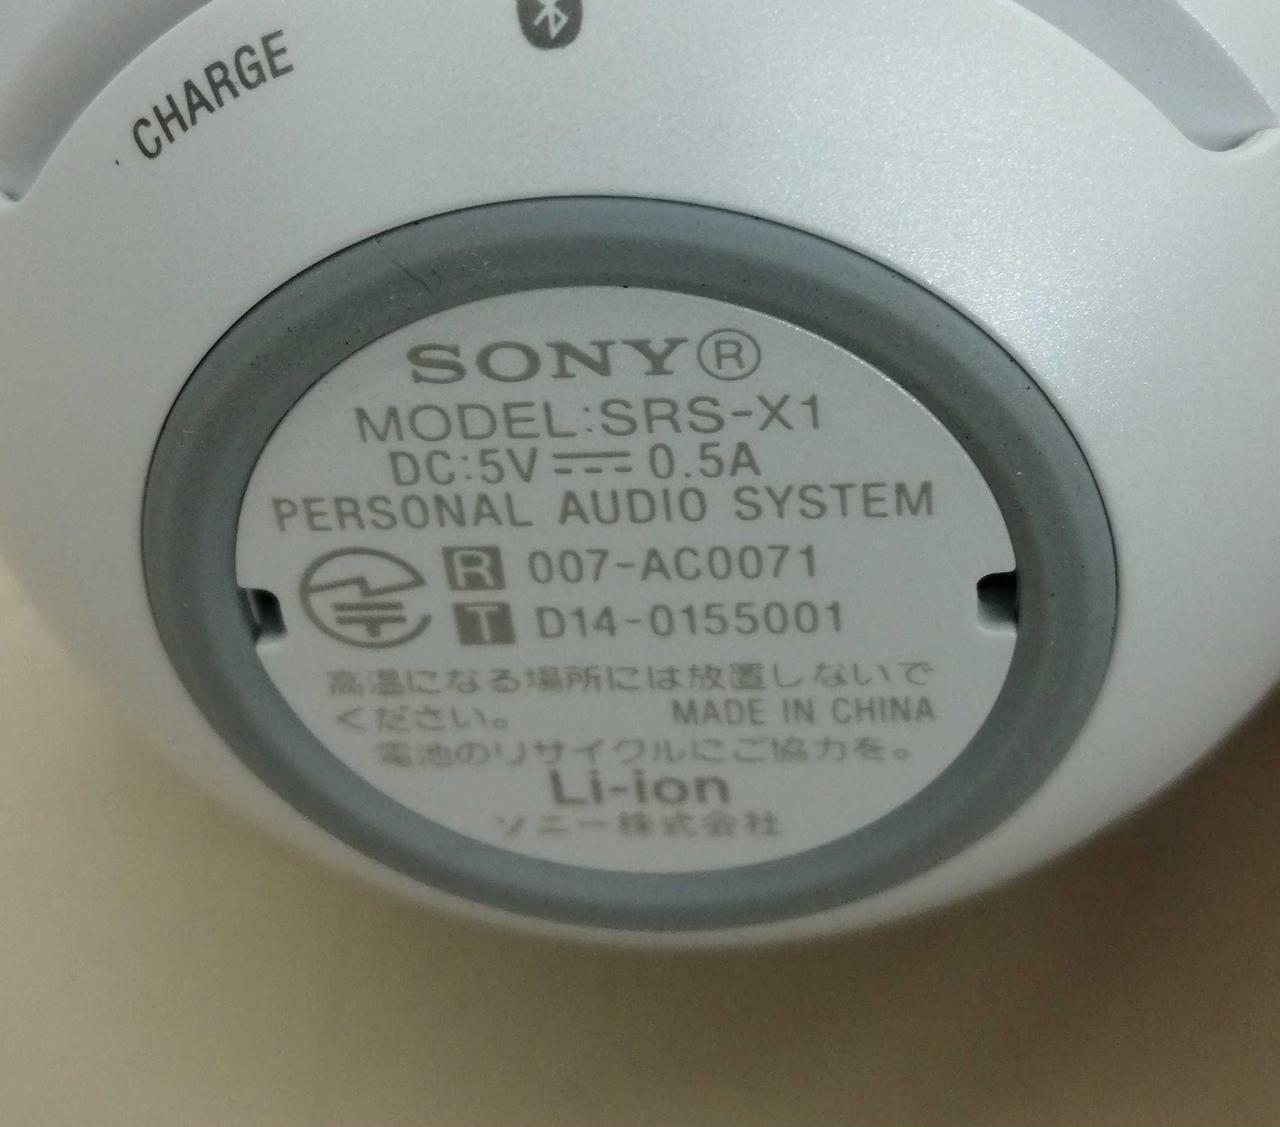 CHARGE
SONY®
MODEL:SRS-X1
DC:5V ⎓ 0.5A
PERSONAL AUDIO SYSTEM
R 007-AC0071
T D14-0155001
高温になる場所には放置しないで
ください。 MADE IN CHINA
電池のリサイクルにご協力を。
Li-ion
ソニー株式会社